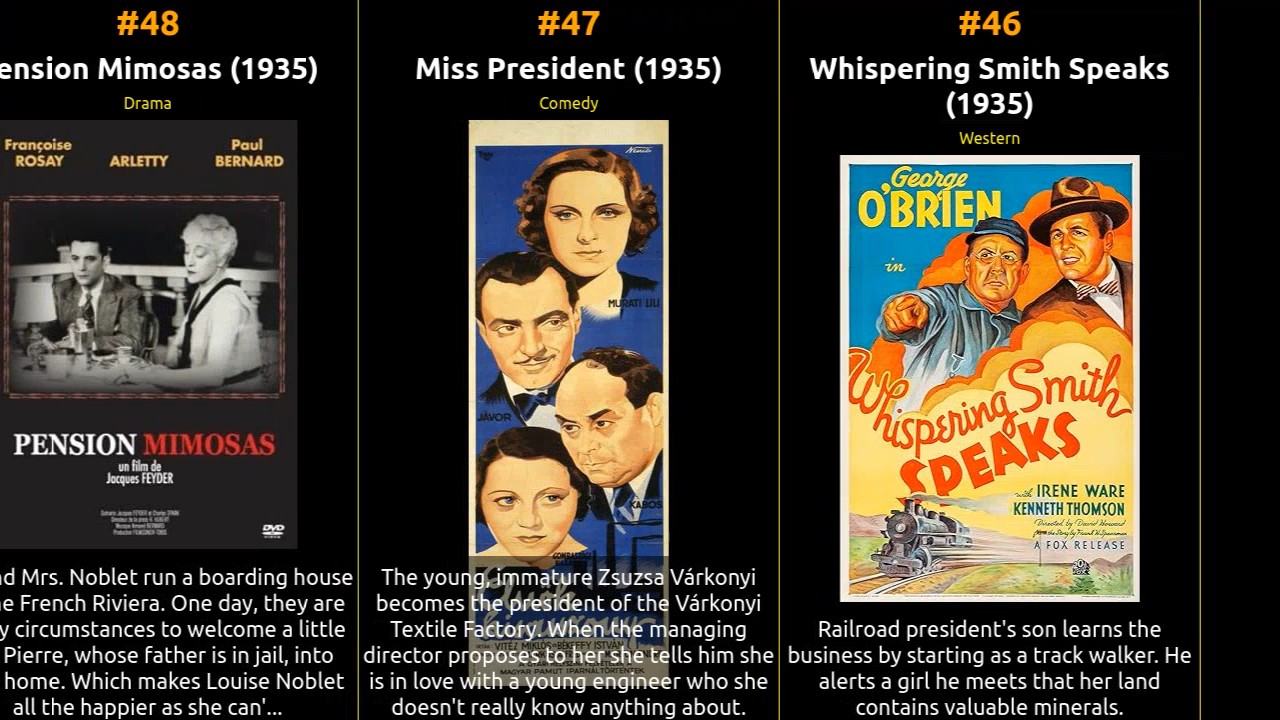 #48
ension Mimosas (1935)
Drama
Françoise
ROSAY
ARLETTY
Paul
BERNARD
PENSION MIMOSAS
un film de
Jacques FEYDER
DVD
VIDEO
nd Mrs. Noblet run a boarding house
e French Riviera. One day, they are
y circumstances to welcome a little
Pierre, whose father is in jail, into
home. Which makes Louise Noblet
all the happier as she can'...
#47
Miss President (1935)
Comedy
MURATI LILI
JÁVOR
KABOS
The young, immature Zsuzsa Várkonyi
becomes the president of the Várkonyi
Textile Factory. When the managing
director proposes to her she tells him she
is in love with a young engineer who she
doesn't really know anything about.
#46
Whispering Smith Speaks
(1935)
Western
George
O'BRIEN
in
Whispering Smith
SPEAKS
with IRENE WARE
KENNETH THOMSON
Directed by David Howard
A FOX RELEASE
Railroad president's son learns the
business by starting as a track walker. He
alerts a girl he meets that her land
contains valuable minerals.